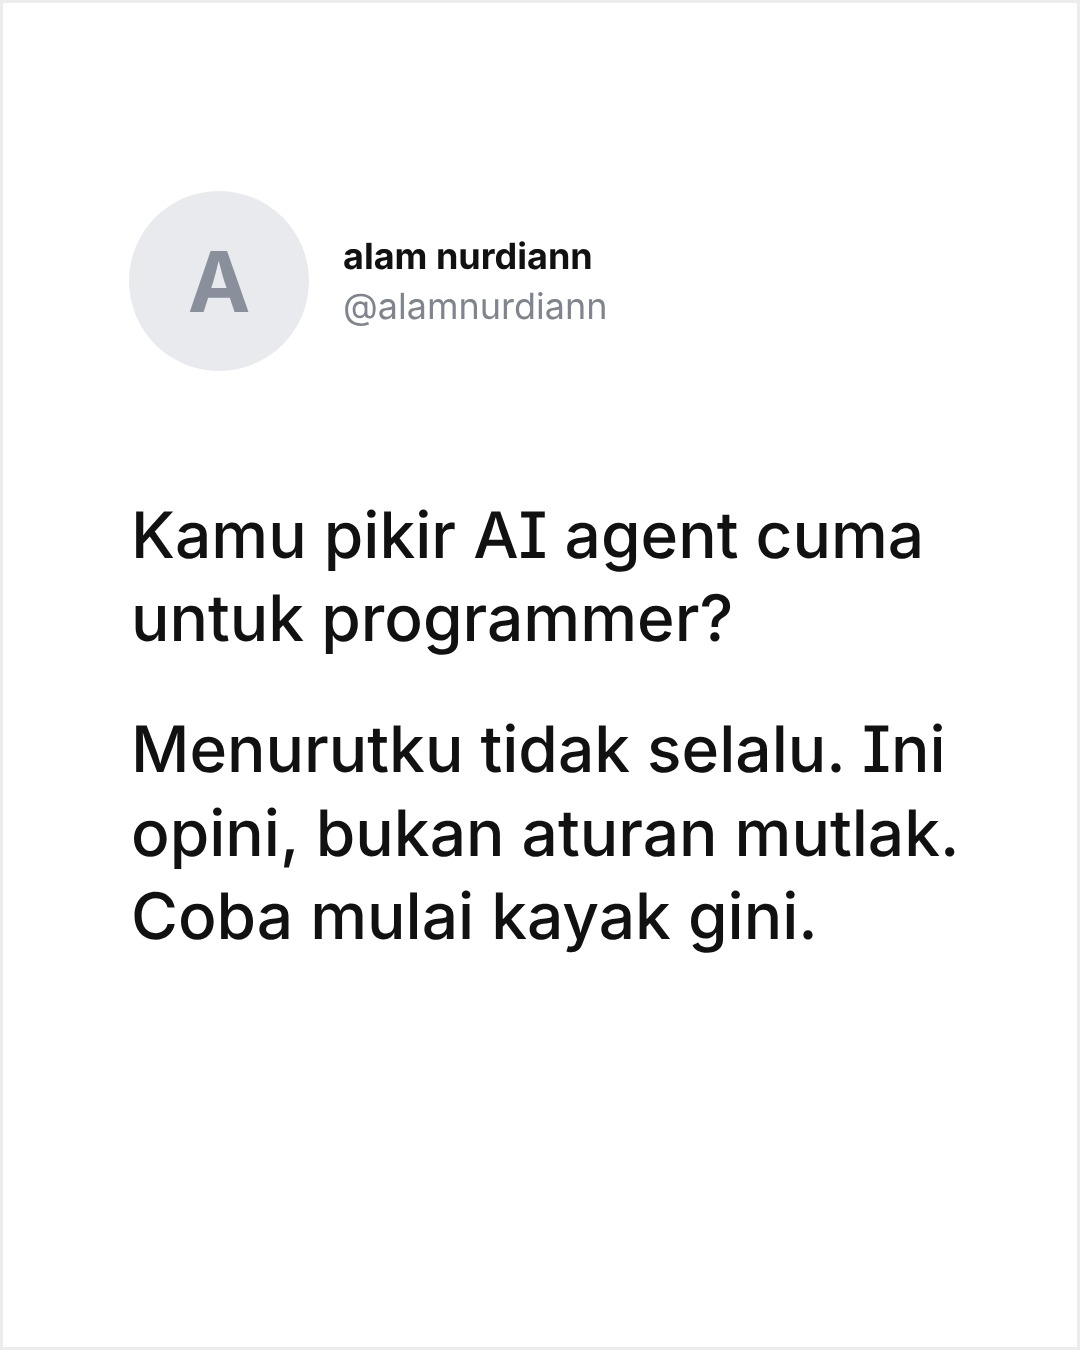 A
alam nurdiann
@alamnurdiann
Kamu pikir AI agent cuma
untuk programmer?
Menurutku tidak selalu. Ini
opini, bukan aturan mutlak.
Coba mulai kayak gini.